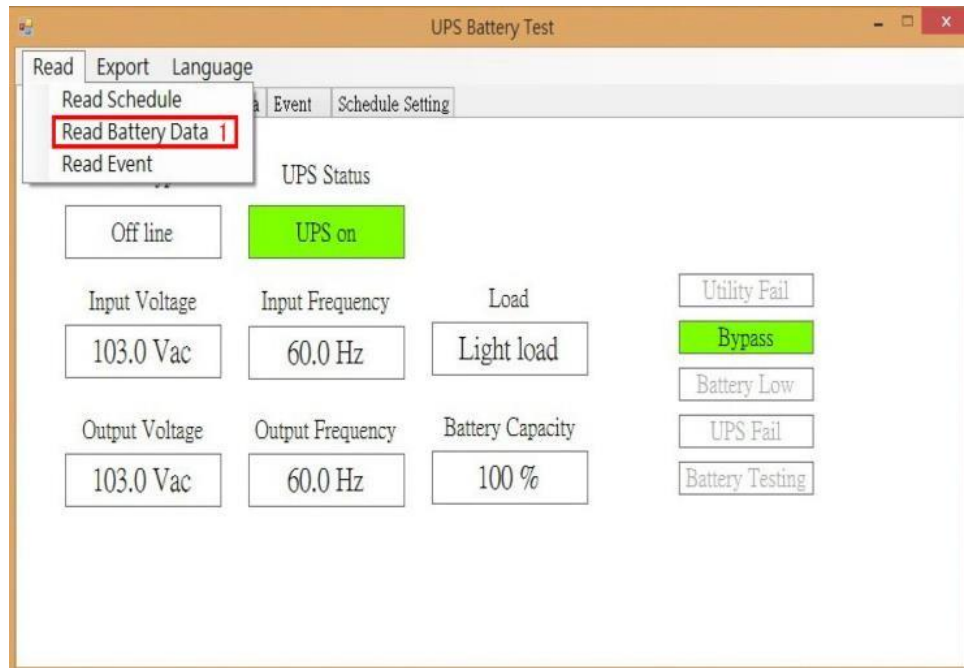 UPS Battery Test
Read Export Language
Read Schedule
Event Schedule Setting
Read Battery Data 1
Read Event
UPS Status
Off line UPS on
Input Voltage Input Frequency Load
Utility Fail
103.0 Vac 60.0 Hz Light load
Bypass
Battery Low
Output Voltage Output Frequency Battery Capacity
UPS Fail
103.0 Vac 60.0 Hz 100 %
Battery Testing